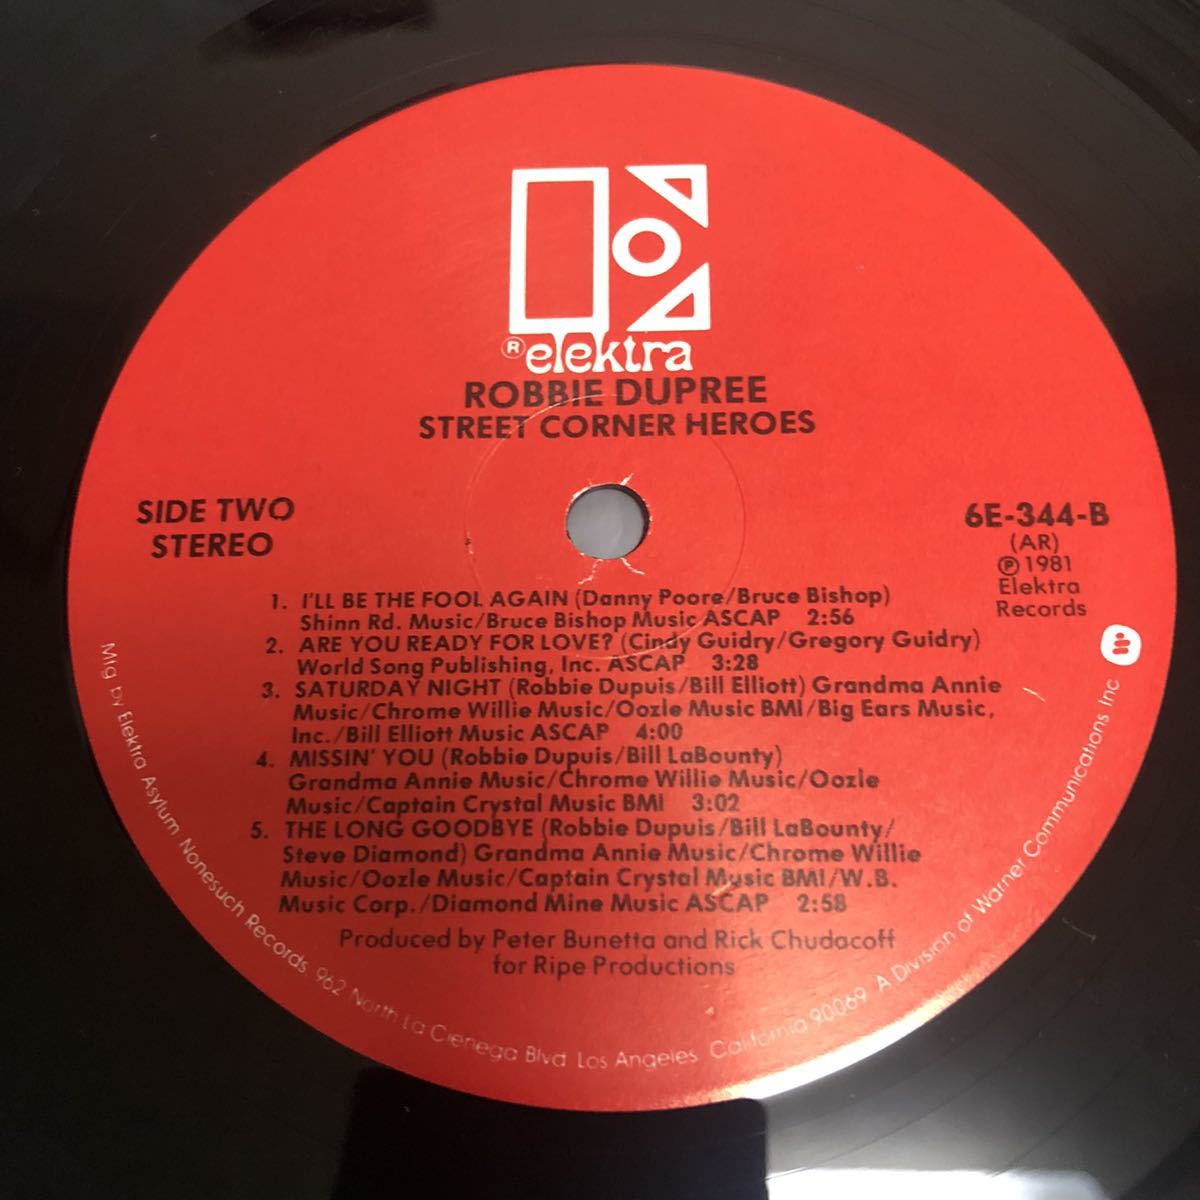 ® elektra
ROBBIE DUPREE
STREET CORNER HEROES
SIDE TWO
STEREO
6E-344-B
(AR)
℗ 1981
Elektra
Records
1. I'LL BE THE FOOL AGAIN (Danny Poore/Bruce Bishop)
Shinn Rd. Music/Bruce Bishop Music ASCAP 2:56
2. ARE YOU READY FOR LOVE? (Cindy Guidry/Gregory Guidry)
World Song Publishing, Inc. ASCAP 3:28
3. SATURDAY NIGHT (Robbie Dupuis/Bill Elliott) Grandma Annie
Music/Chrome Willie Music/Oozle Music BMI/Big Ears Music,
Inc./Bill Elliott Music ASCAP 4:00
4. MISSIN' YOU (Robbie Dupuis/Bill LaBounty)
Grandma Annie Music/Chrome Willie Music/Oozle
Music/Captain Crystal Music BMI 3:02
5. THE LONG GOODBYE (Robbie Dupuis/Bill LaBounty/
Steve Diamond) Grandma Annie Music/Chrome Willie
Music/Oozle Music/Captain Crystal Music BMI/W.B.
Music Corp./Diamond Mine Music ASCAP 2:58
Produced by Peter Bunetta and Rick Chudacoff
for Ripe Productions
Mfg by Elektra Asylum Nonesuch Records 962 North La Cienega Blvd Los Angeles California 90069 A Division of Warner Communications Inc